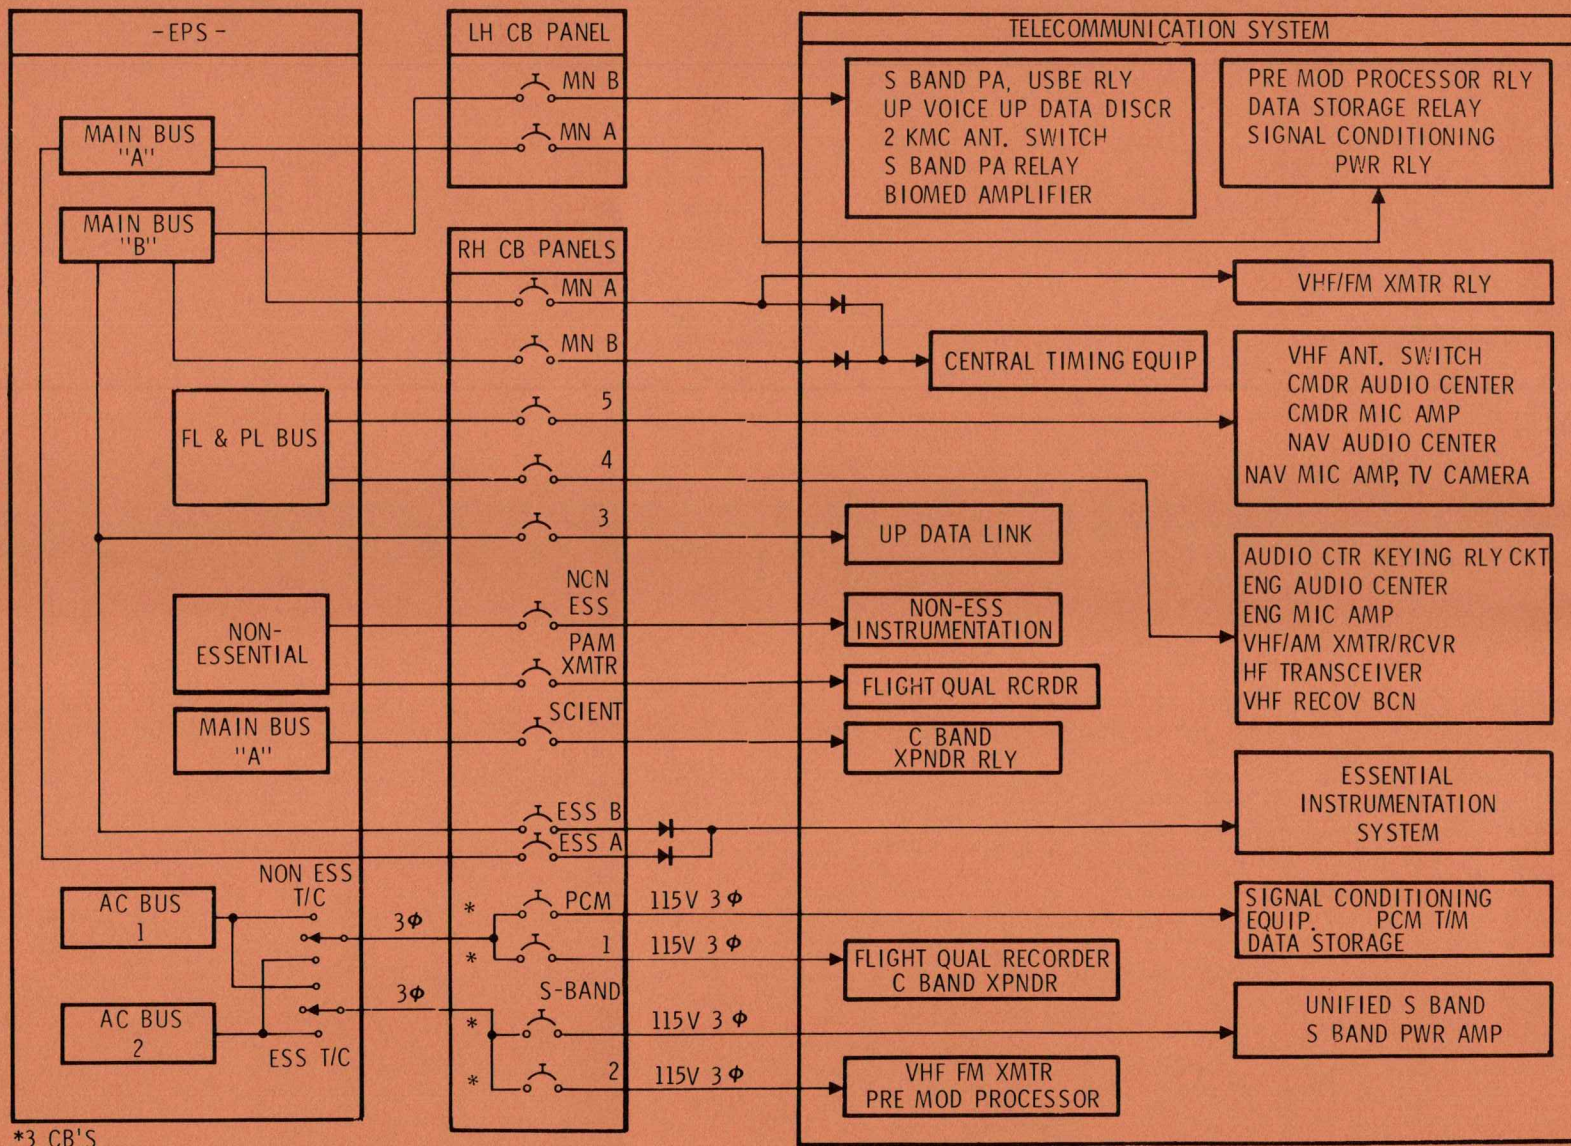 -EPS-
MAIN BUS
"A"
MAIN BUS
"B"
FL & PL BUS
NON-
ESSENTIAL
MAIN BUS
"A"
AC BUS
1
AC BUS
2
NON ESS
T/C
ESS T/C
3Φ
3Φ
*3 CB'S
LH CB PANEL
MN B
MN A
RH CB PANELS
MN A
MN B
5
4
3
NCN
ESS
PAM
XMTR
SCIENT
ESS B
ESS A
* PCM
* 1
S-BAND
*
* 2
115V 3Φ
115V 3Φ
115V 3Φ
115V 3Φ
TELECOMMUNICATION SYSTEM
S BAND PA, USBE RLY
UP VOICE UP DATA DISCR
2 KMC ANT. SWITCH
S BAND PA RELAY
BIOMED AMPLIFIER
PRE MOD PROCESSOR RLY
DATA STORAGE RELAY
SIGNAL CONDITIONING
PWR RLY
VHF/FM XMTR RLY
CENTRAL TIMING EQUIP
VHF ANT. SWITCH
CMDR AUDIO CENTER
CMDR MIC AMP
NAV AUDIO CENTER
NAV MIC AMP, TV CAMERA
UP DATA LINK
AUDIO CTR KEYING RLY CKT
ENG AUDIO CENTER
ENG MIC AMP
VHF/AM XMTR/RCVR
HF TRANSCEIVER
VHF RECOV BCN
NON-ESS
INSTRUMENTATION
FLIGHT QUAL RCRDR
C BAND
XPNDR RLY
ESSENTIAL
INSTRUMENTATION
SYSTEM
SIGNAL CONDITIONING
EQUIP. PCM T/M
DATA STORAGE
FLIGHT QUAL RECORDER
C BAND XPNDR
UNIFIED S BAND
S BAND PWR AMP
VHF FM XMTR
PRE MOD PROCESSOR